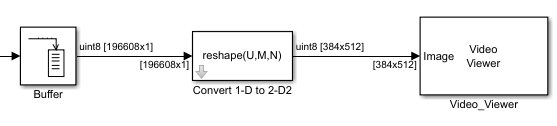 uint8 [196608x1]
[196608x1]
Buffer
reshape(U,M,N)
Convert 1-D to 2-D2
uint8 [384x512]
[384x512]
Image
Video
Viewer
Video_Viewer